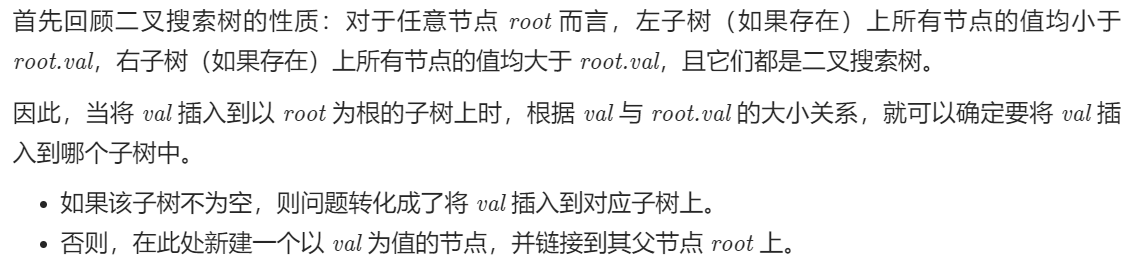 首先回顾二叉搜索树的性质：对于任意节点 root 而言，左子树（如果存在）上所有节点的值均小于
root.val，右子树（如果存在）上所有节点的值均大于 root.val，且它们都是二叉搜索树。
因此，当将 val 插入到以 root 为根的子树上时，根据 val 与 root.val 的大小关系，就可以确定要将 val 插
入到哪个子树中。
• 如果该子树不为空，则问题转化成了将 val 插入到对应子树上。
• 否则，在此处新建一个以 val 为值的节点，并链接到其父节点 root 上。